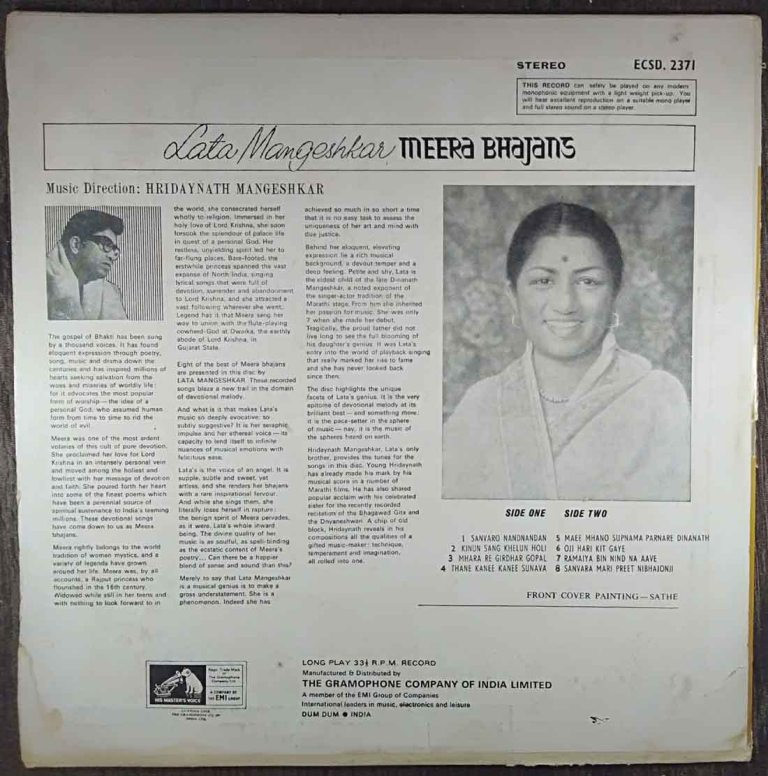 STEREO
ECSD. 2371
THIS RECORD can safely be played on any modern
monophonic equipment with a light weight pick-up. You
will hear excellent reproduction on a suitable mono player
and full stereo sound on a stereo player.
Lata Mangeshkar MEERA BHAJANS
Music Direction: HRIDAYNATH MANGESHKAR
The gospel of Bhakti has been sung
by a thousand voices. It has found
eloquent expression through poetry,
song, music and drama down the
centuries and has inspired millions of
hearts seeking salvation from the
woes and miseries of worldly life:
for it advocates the most popular
form of worship — the idea of a
personal God, who assumed human
form from time to time to rid the
world of evil.
Meera was one of the most ardent
votaries of this cult of pure devotion.
She proclaimed her love for Lord
Krishna in an intensely personal vein
and moved among the holiest and
lowliest with her message of devotion
and faith. She poured forth her heart
into some of the finest poems which
have been a perennial source of
spiritual sustenance to India's teeming
millions. These devotional songs
have come down to us as Meera
bhajans.
Meera rightly belongs to the world
tradition of women mystics, and a
variety of legends have grown
around her life. Meera was, by all
accounts, a Rajput princess who
flourished in the 16th century.
Widowed while still in her teens and
with nothing to look forward to in
the world, she consecrated herself
wholly to religion. Immersed in her
holy love of Lord Krishna, she soon
forsook the splendour of palace life
in quest of a personal God. Her
restless, unyielding spirit led her to
far-flung places. Bare-footed, the
erstwhile princess spanned the vast
expanse of North India, singing
lyrical songs that were full of
devotion, surrender and abandonment
to Lord Krishna, and she attracted a
vast following wherever she went.
Legend has it that Meera sang her
way to union with the flute-playing
cowherd-God at Dwarka, the earthly
abode of Lord Krishna, in
Gujarat State.
Eight of the best of Meera bhajans
are presented in this disc by
LATA MANGESHKAR. These recorded
songs blaze a new trail in the domain
of devotional melody.
And what is it that makes Lata's
music so deeply evocative, so
subtly suggestive? It is her seraphic
impulse and her ethereal voice — its
capacity to lend itself to infinite
nuances of musical emotions with
felicitous ease.
Lata's is the voice of an angel. It is
supple, subtle and sweet, yet
artless, and she renders her bhajans
with a rare inspirational fervour.
And while she sings them, she
literally loses herself in rapture:
the benign spirit of Meera pervades,
as it were, Lata's whole inward
being. The divine quality of her
music is as soulful, as spell-binding
as the ecstatic content of Meera's
poetry... Can there be a happier
blend of sense and sound than this?
Merely to say that Lata Mangeshkar
is a musical genius is to make a
gross understatement. She is a
phenomenon. Indeed she has
achieved so much in so short a time
that it is no easy task to assess the
uniqueness of her art and mind with
due justice.
Behind her eloquent, elevating
expression lie a rich musical
background, a devout temper and a
deep feeling. Petite and shy, Lata is
the eldest child of the late Dinanath
Mangeshkar, a noted exponent of
the singer-actor tradition of the
Marathi stage. From him she inherited
her passion for music. She was only
7 when she made her debut.
Tragically, the proud father did not
live long to see the full blooming of
his daughter's genius. It was Lata's
entry into the world of playback singing
that really marked her rise to fame
and she has never looked back
since then.
The disc highlights the unique
facets of Lata's genius. It is the very
epitome of devotional melody at its
brilliant best — and something more:
it is the pace-setter in the sphere
of music — nay, it is the music of
the spheres heard on earth.
Hridaynath Mangeshkar, Lata's only
brother, provides the tunes for the
songs in this disc. Young Hridaynath
has already made his mark by his
musical score in a number of
Marathi films. He has also shared
popular acclaim with his celebrated
sister for the recently recorded
recitation of the Bhagawad Gita and
the Dnyaneshwari. A chip of old
block, Hridaynath reveals in his
compositions all the qualities of a
gifted music-maker: technique,
temperament and imagination,
all rolled into one.
SIDE ONE SIDE TWO
1 SANVARO NANDNANDAN 5 MAEE MHANO SUPNAMA PARNARE DINANATH
2 KINUN SANG KHELUN HOLI 6 OJI HARI KIT GAYE
3 MHARA RE GIRDHAR GOPAL 7 RAMAIYA BIN NIND NA AAVE
4 THANE KANEE KANEE SUNAVA 8 SANVARA MARI PREET NIBHAJONJI
FRONT COVER PAINTING—SATHE
HIS MASTER'S VOICE
Regd. Trade Mark
of
The Gramophone
Company Ltd.
A COMPANY OF
THE EMI GROUP
LONG PLAY 33⅓ R.P.M. RECORD
Manufactured & Distributed by
THE GRAMOPHONE COMPANY OF INDIA LIMITED
A member of the EMI Group of Companies
International leaders in music, electronics and leisure
DUM DUM ● INDIA